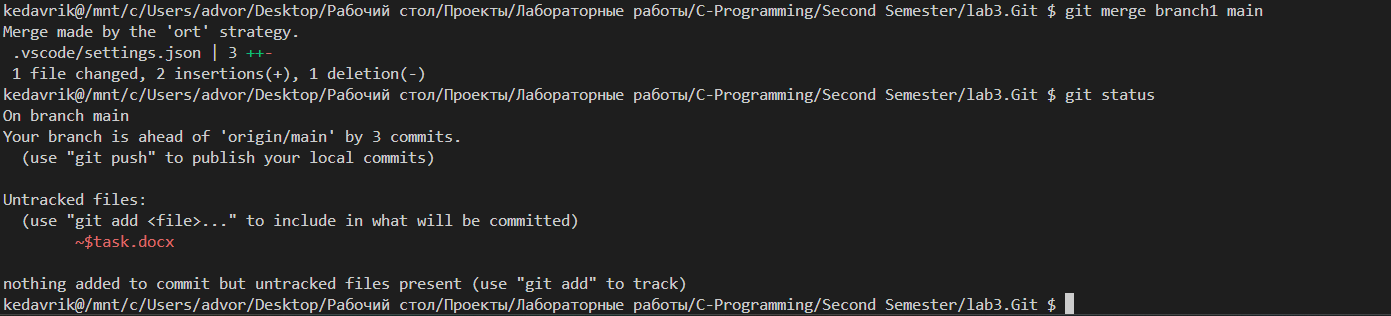 kedavrik@/mnt/c/Users/advor/Desktop/Рабочий стол/Проекты/Лабораторные работы/C-Programming/Second Semester/lab3.Git $ git merge branch1 main
Merge made by the 'ort' strategy.
 .vscode/settings.json | 3 ++-
 1 file changed, 2 insertions(+), 1 deletion(-)
kedavrik@/mnt/c/Users/advor/Desktop/Рабочий стол/Проекты/Лабораторные работы/C-Programming/Second Semester/lab3.Git $ git status
On branch main
Your branch is ahead of 'origin/main' by 3 commits.
  (use "git push" to publish your local commits)

Untracked files:
  (use "git add <file>..." to include in what will be committed)
        ~$task.docx

nothing added to commit but untracked files present (use "git add" to track)
kedavrik@/mnt/c/Users/advor/Desktop/Рабочий стол/Проекты/Лабораторные работы/C-Programming/Second Semester/lab3.Git $